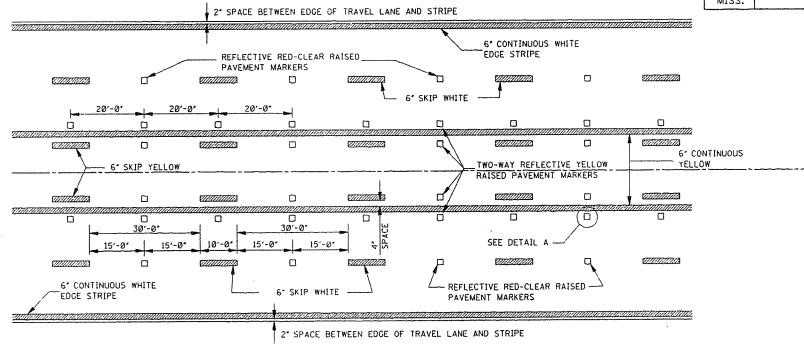 MISS.
2" SPACE BETWEEN EDGE OF TRAVEL LANE AND STRIPE
6" CONTINUOUS WHITE
EDGE STRIPE
REFLECTIVE RED-CLEAR RAISED
PAVEMENT MARKERS
6" SKIP WHITE
20'-0" 20'-0" 20'-0"
6" SKIP YELLOW
TWO-WAY REFLECTIVE YELLOW
RAISED PAVEMENT MARKERS
6" CONTINUOUS
YELLOW
30'-0" 30'-0"
15'-0" 15'-0" 10'-0" 15'-0" 15'-0"
4"
SPACE
SEE DETAIL A
6" CONTINUOUS WHITE
EDGE STRIPE
6" SKIP WHITE
REFLECTIVE RED-CLEAR RAISED
PAVEMENT MARKERS
2" SPACE BETWEEN EDGE OF TRAVEL LANE AND STRIPE